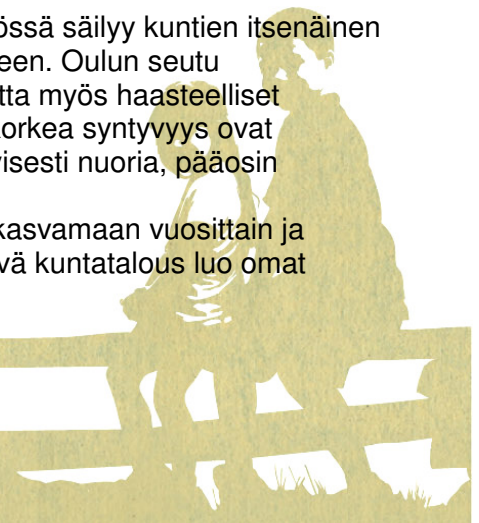 össä säilyy kuntien itsenäinen
een. Oulun seutu
tta myös haasteelliset
orkea syntyvyys ovat
visesti nuoria, pääosin
kasvamaan vuosittain ja
vä kuntatalous luo omat